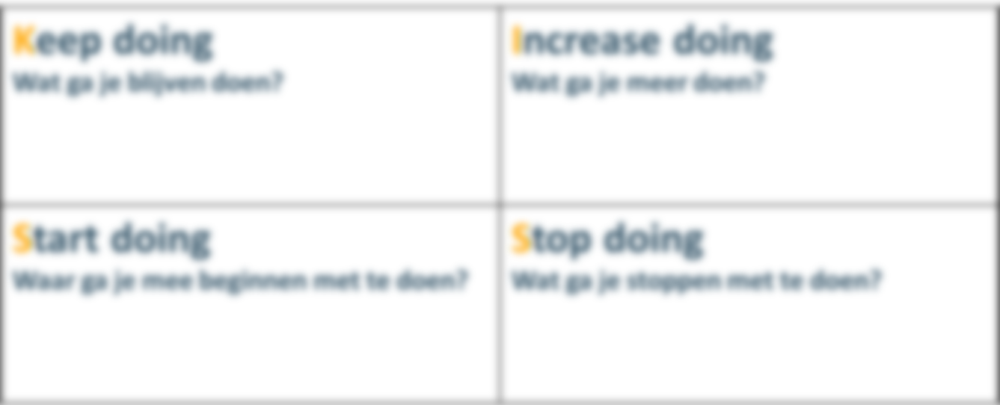 Keep doing
Wat ga je blijven doen?
Increase doing
Wat ga je meer doen?
Start doing
Waar ga je mee beginnen met te doen?
Stop doing
Wat ga je stoppen met te doen?